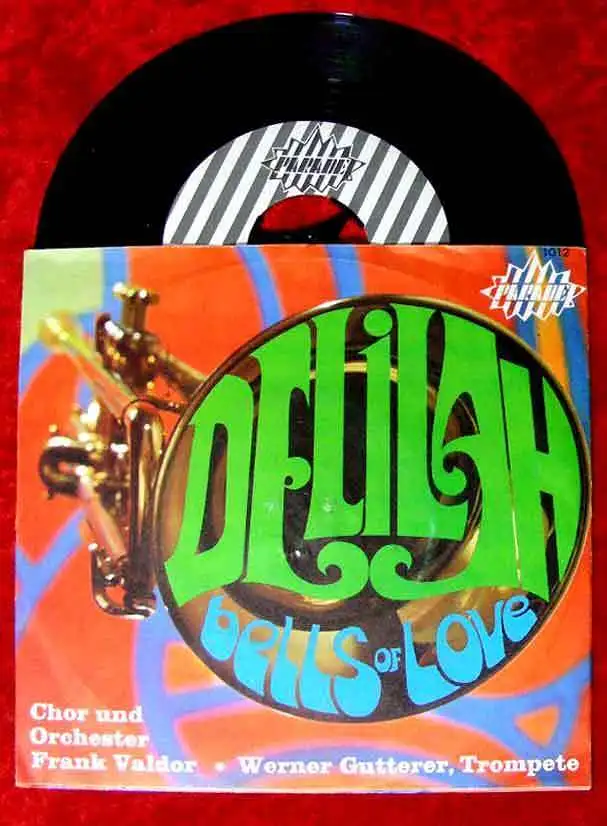 PARADE
1012
PARADE
DELILAH
bells of Love
Chor und
Orchester
Frank Valdor • Werner Gutterer, Trompete